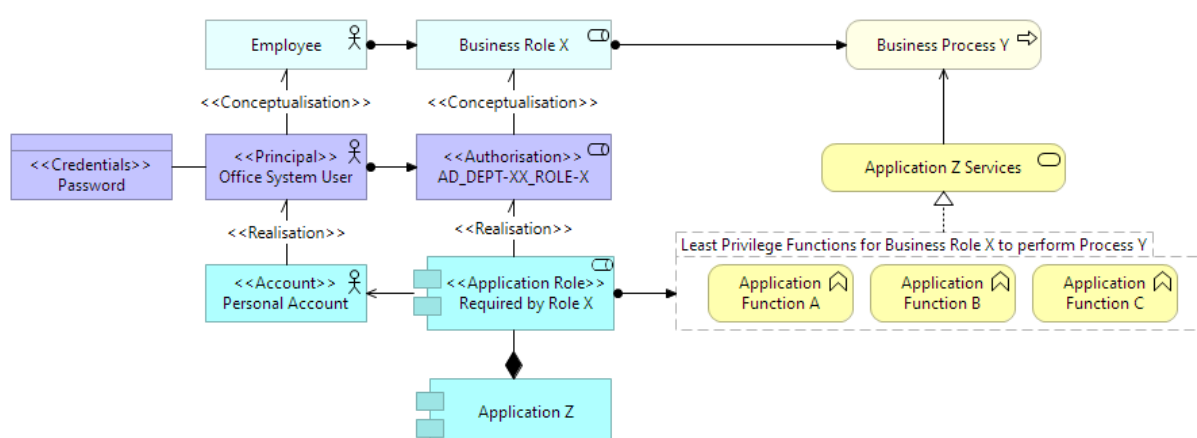 Employee
Business Role X
Business Process Y
<<Conceptualisation>>
<<Conceptualisation>>
<<Credentials>>
Password
<<Principal>>
Office System User
<<Authorisation>>
AD_DEPT-XX_ROLE-X
Application Z Services
<<Realisation>>
<<Realisation>>
Least Privilege Functions for Business Role X to perform Process Y
<<Account>>
Personal Account
<<Application Role>>
Required by Role X
Application
Function A
Application
Function B
Application
Function C
Application Z